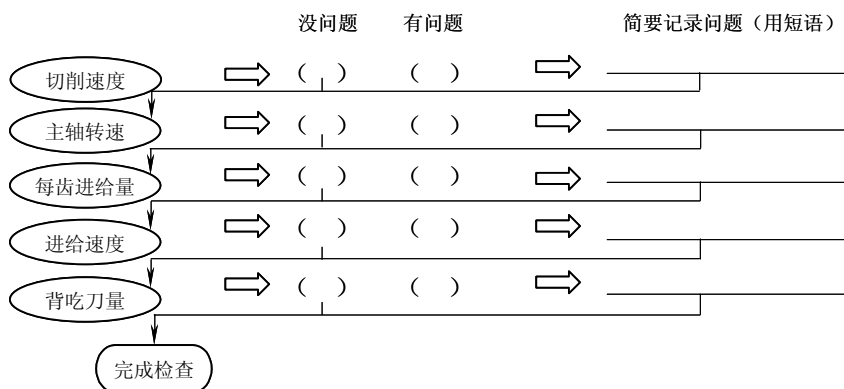 没问题 有问题 简要记录问题（用短语）
切削速度 （ ） （ ）
主轴转速 （ ） （ ）
每齿进给量 （ ） （ ）
进给速度 （ ） （ ）
背吃刀量 （ ） （ ）
完成检查